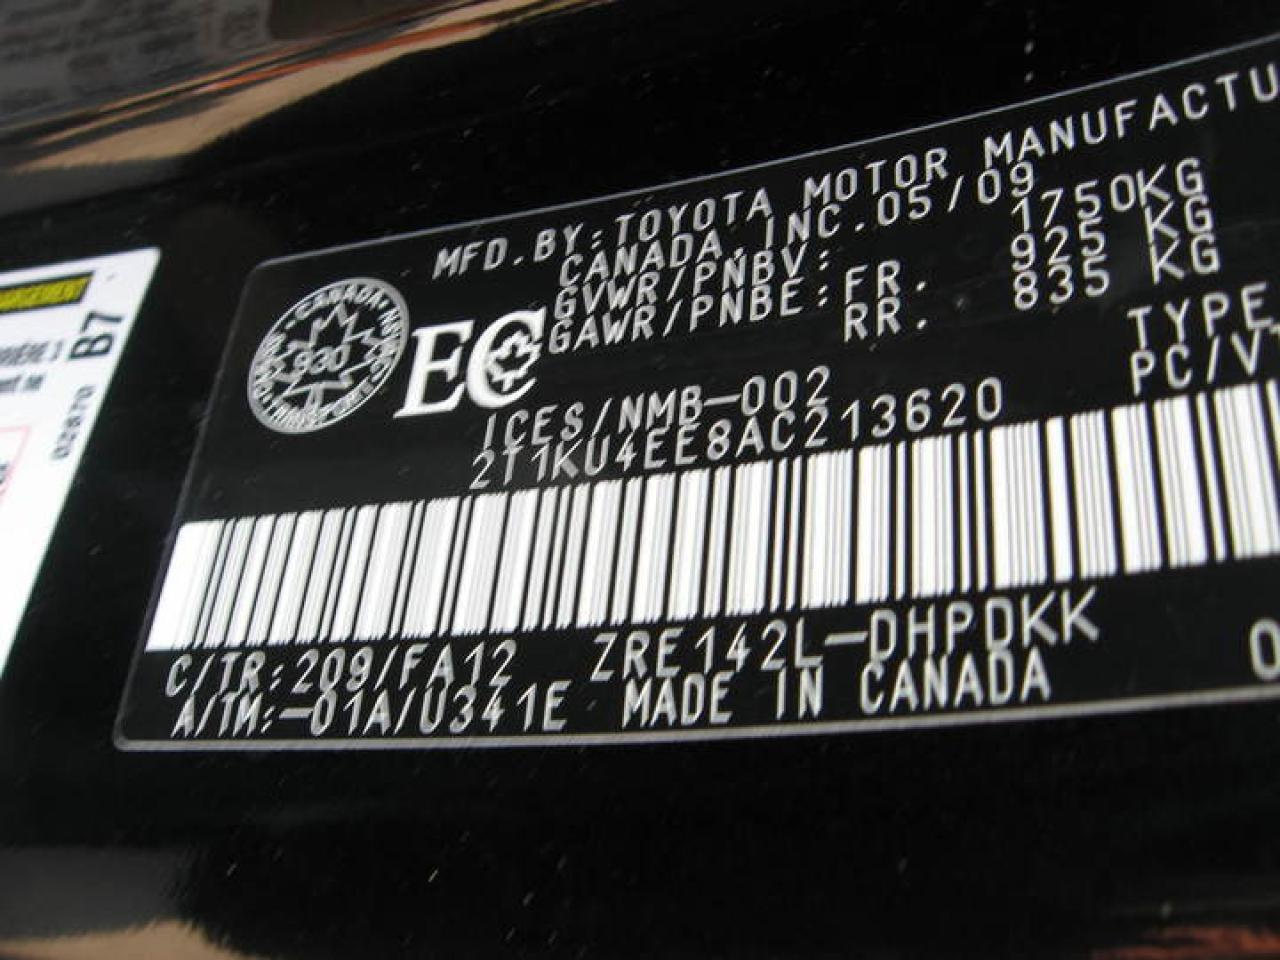 MFD.BY:TOYOTA MOTOR MANUFACTU
CANADA, INC.05/09
GVWR/PNBV: 1750KG
GAWR/PNBE:FR. 925 KG
RR. 835 KG
930
EC
ICES/NMB-002
TYPE
2T1KU4EE8AC213620
PC/V
C/TR:209/FA12 ZRE142L-DHPDKK
A/TM:-01A/U341E MADE IN CANADA
0
B7
02870